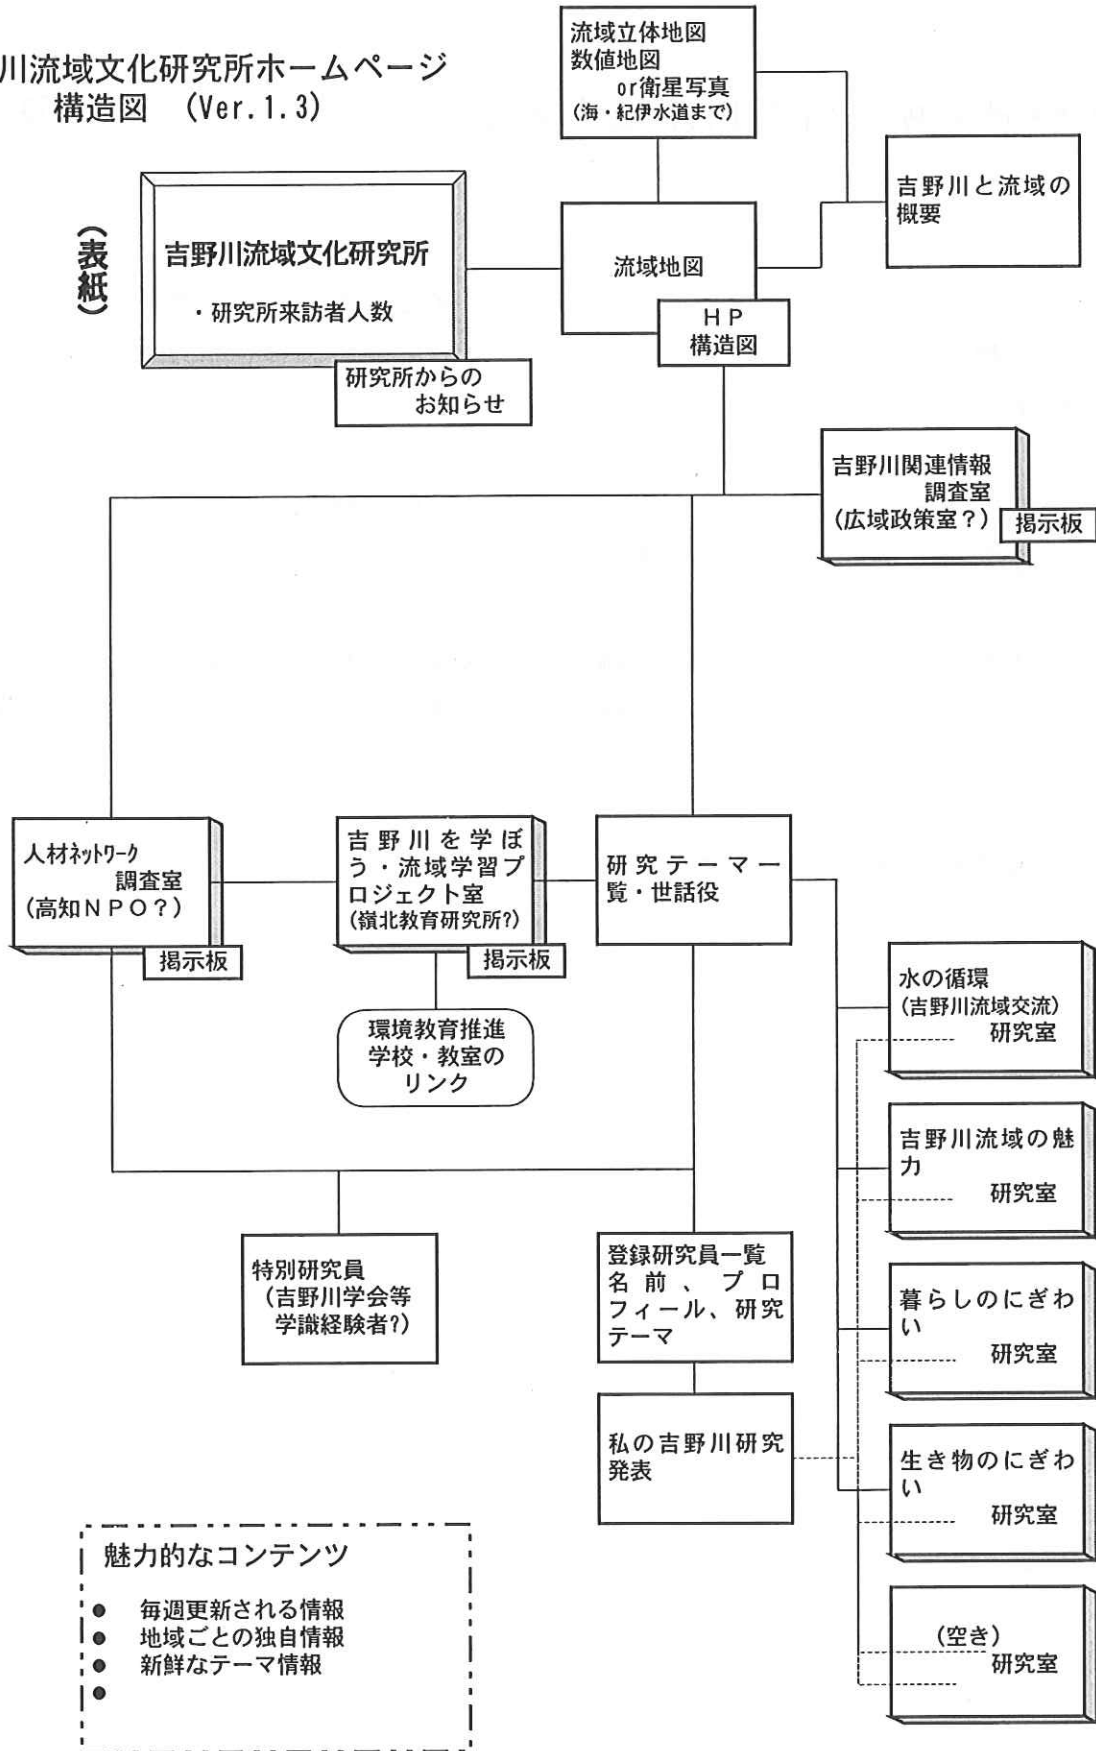 川流域文化研究所ホームページ
構造図 (Ver.1.3)
流域立体地図
数値地図
or衛星写真
(海・紀伊水道まで)
吉野川と流域の
概要
(表紙)
吉野川流域文化研究所
・研究所来訪者人数
流域地図
HP
構造図
研究所からの
お知らせ
吉野川関連情報
調査室
(広域政策室?)
掲示板
人材ネットワーク
調査室
(高知NPO?)
掲示板
吉野川を学ぼ
う・流域学習プ
ロジェクト室
(嶺北教育研究所?)
掲示板
研究テーマ一
覧・世話役
環境教育推進
学校・教室の
リンク
水の循環
(吉野川流域交流)
研究室
吉野川流域の魅
力
研究室
暮らしのにぎわ
い
研究室
生き物のにぎわ
い
研究室
(空き)
研究室
特別研究員
(吉野川学会等
学識経験者?)
登録研究員一覧
名前、プロ
フィール、研究
テーマ
私の吉野川研究
発表
魅力的なコンテンツ
● 毎週更新される情報
● 地域ごとの独自情報
● 新鮮なテーマ情報
●